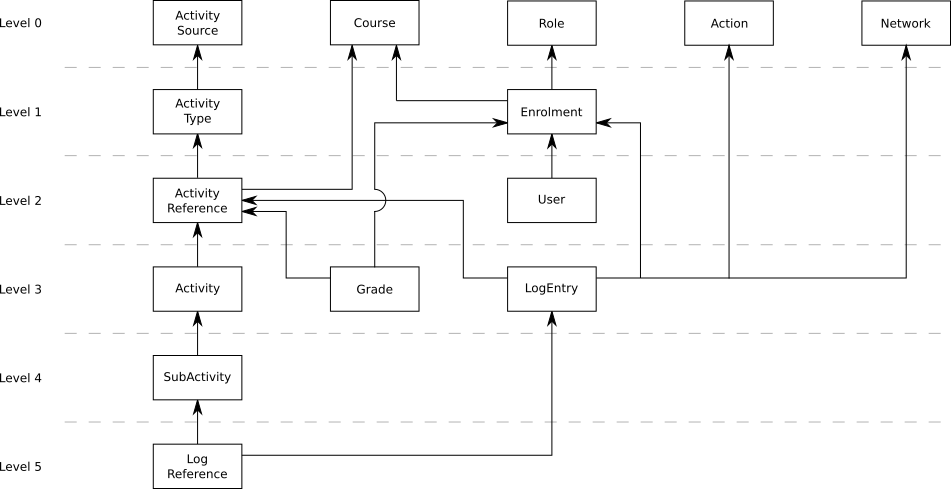 Level 0
Activity
Source
Course
Role
Action
Network
Level 1
Activity
Type
Enrolment
Level 2
Activity
Reference
User
Level 3
Activity
Grade
LogEntry
Level 4
SubActivity
Level 5
Log
Reference